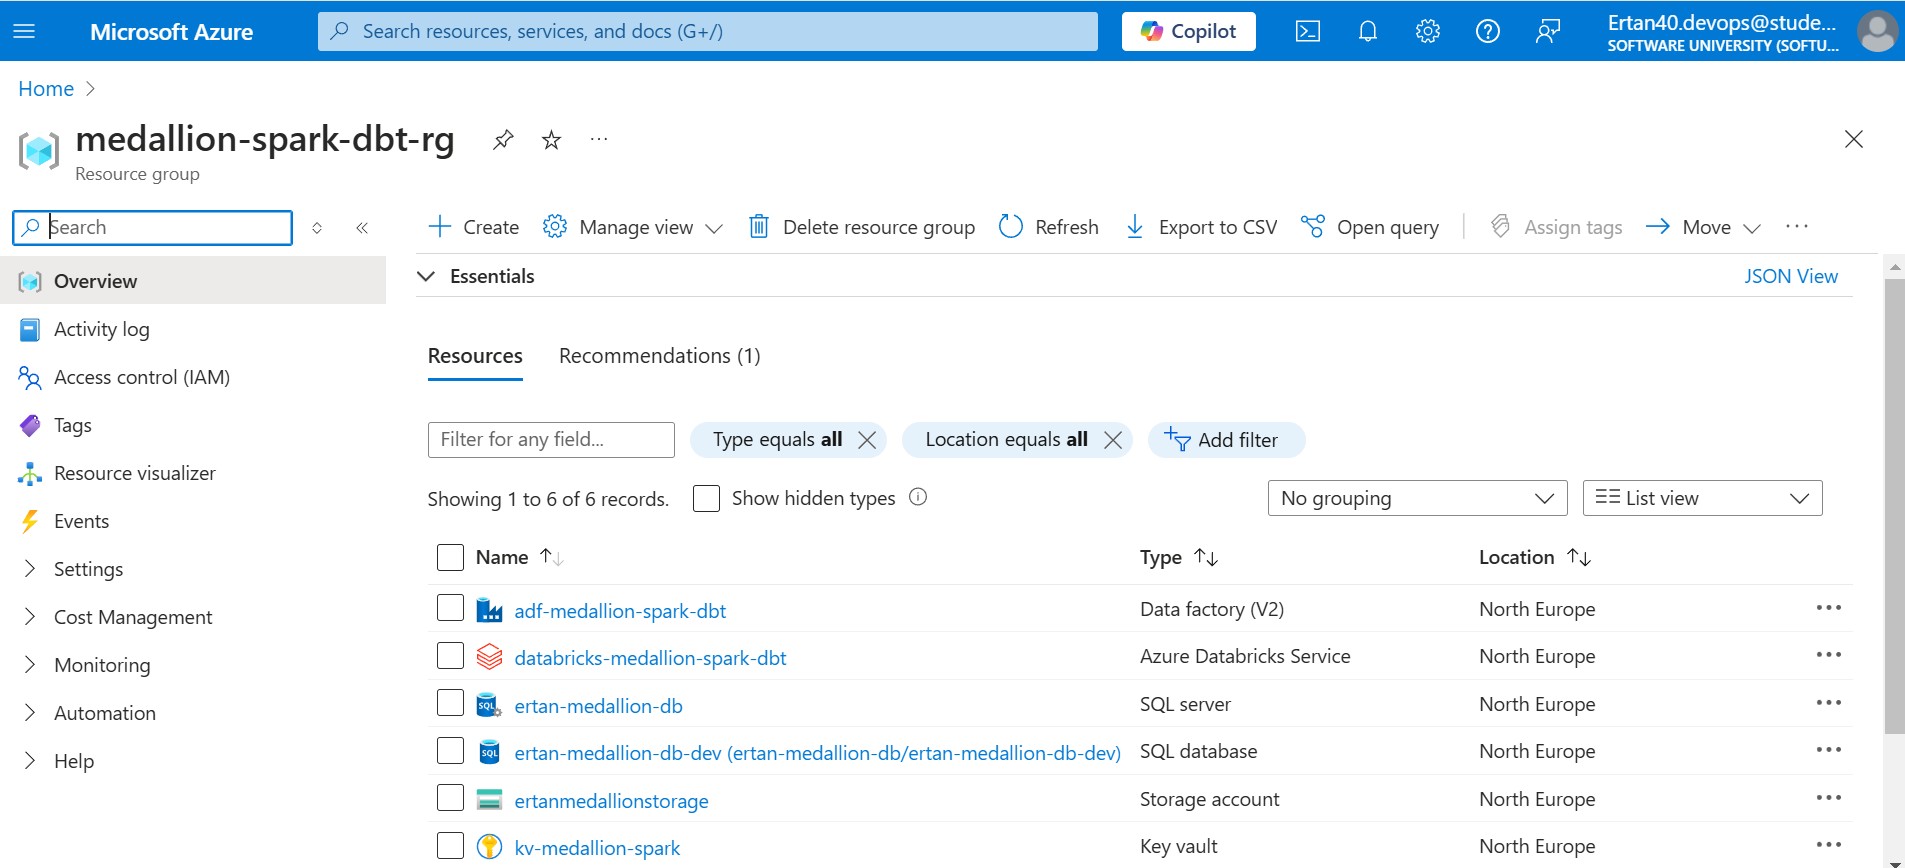 Microsoft Azure
Search resources, services, and docs (G+/)
Copilot
Ertan40.devops@stude...
SOFTWARE UNIVERSITY (SOFTU...
Home
medallion-spark-dbt-rg
Resource group
Search
Create
Manage view
Delete resource group
Refresh
Export to CSV
Open query
Assign tags
Move
Overview
Activity log
Access control (IAM)
Tags
Resource visualizer
Events
Settings
Cost Management
Monitoring
Automation
Help
Essentials
JSON View
Resources
Recommendations (1)
Filter for any field...
Type equals all
Location equals all
Add filter
Showing 1 to 6 of 6 records.
Show hidden types
No grouping
List view
Name Type Location
adf-medallion-spark-dbt Data factory (V2) North Europe
databricks-medallion-spark-dbt Azure Databricks Service North Europe
SQL ertan-medallion-db SQL server North Europe
SQL ertan-medallion-db-dev (ertan-medallion-db/ertan-medallion-db-dev) SQL database North Europe
ertanmedallionstorage Storage account North Europe
kv-medallion-spark Key vault North Europe